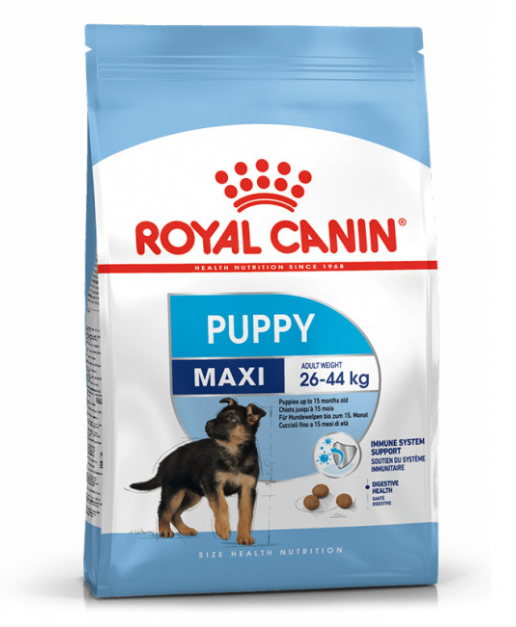 ROYAL CANIN®
HEALTH NUTRITION SINCE 1968
PUPPY
MAXI
ADULT WEIGHT
26-44 kg
Puppies up to 15 months old
Chiots jusqu'à 15 mois
Für Hundewelpen bis zum 15. Monat
Cuccioli fino a 15 mesi di età
IMMUNE SYSTEM
SUPPORT
SOUTIEN DU SYSTÈME
IMMUNITAIRE
DIGESTIVE
HEALTH
SANTÉ
DIGESTIVE
SIZE HEALTH NUTRITION